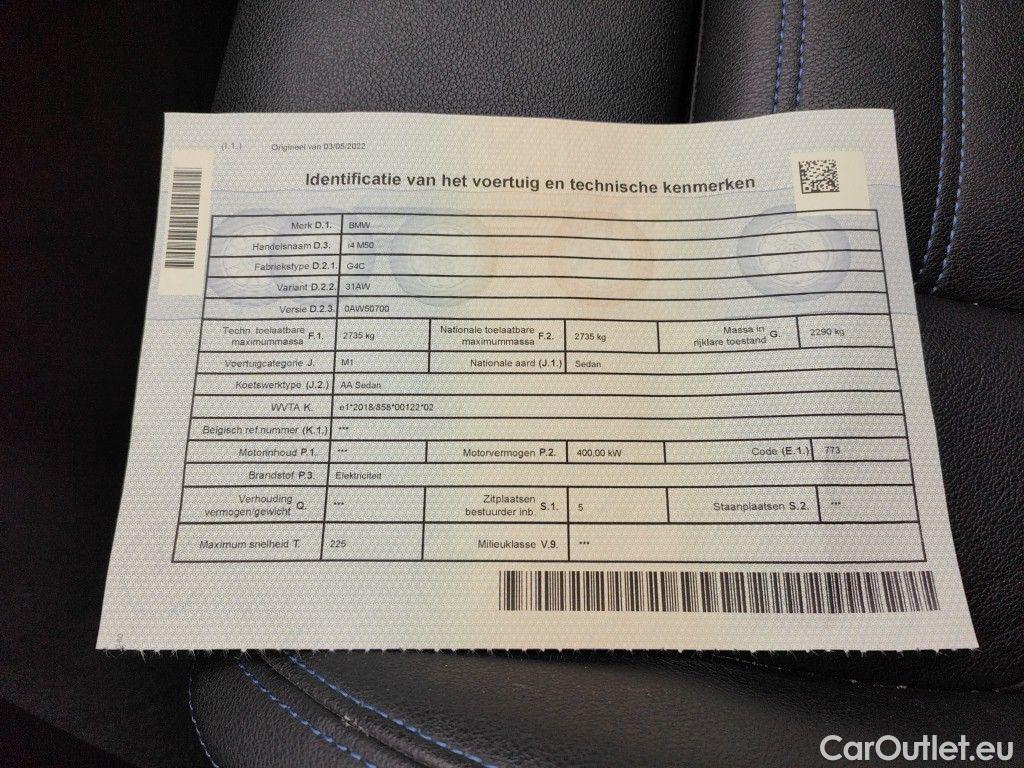 (I.1.) Origineel van 03/05/2022
Identificatie van het voertuig en technische kenmerken
Merk D.1. BMW
Handelsnaam D.3. i4 M50
Fabriekstype D.2.1. G4C
Variant D.2.2. 31AW
Versie D.2.3. 0AW50700
Techn. toelaatbare maximummassa F.1. 2735 kg Nationale toelaatbare maximummassa F.2. 2735 kg Massa in rijklare toestand G. 2290 kg
Voertuigcategorie J. M1 Nationale aard (J.1.) Sedan
Koetswerktype (J.2.) AA Sedan
WVTA K. e1*2018/858*00122*02
Belgisch ref.nummer (K.1.) ***
Motorinhoud P.1. *** Motorvermogen P.2. 400,00 kW Code (E.1.) 773
Brandstof P.3. Elektriciteit
Verhouding vermogen/gewicht Q. *** Zitplaatsen bestuurder inb. S.1. 5 Staanplaatsen S.2. ***
Maximum snelheid T. 225 Milieuklasse V.9. ***
CarOutlet.eu